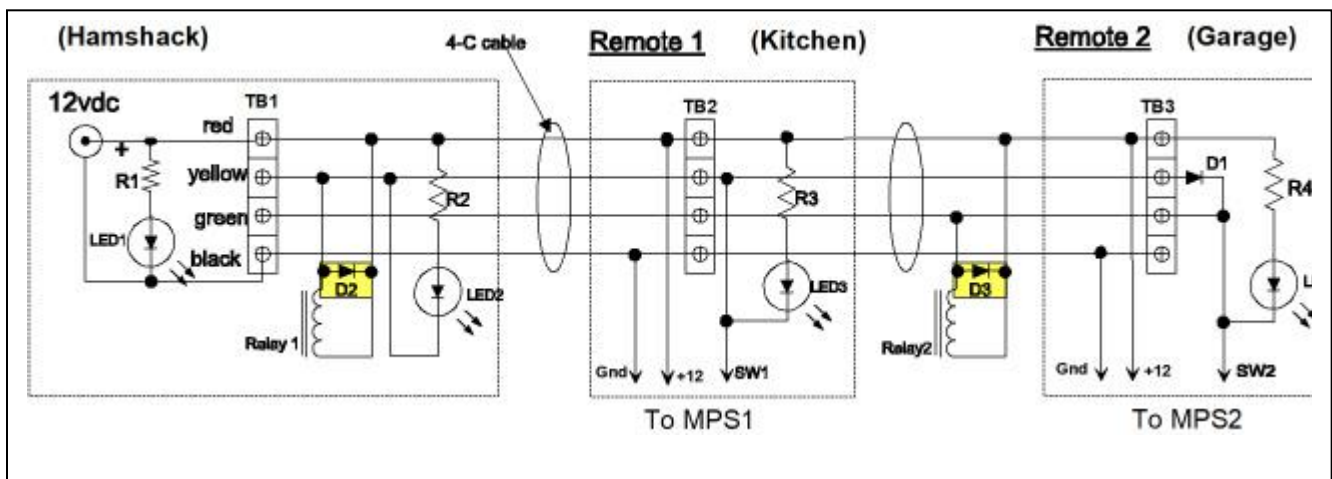 (Hamshack)
4-C cable
Remote 1 (Kitchen)
Remote 2 (Garage)
12vdc
TB1
TB2
TB3
red
+
R1
yellow
R2
R3
D1
R4
green
LED1
black
D2
LED2
LED3
D3
Ralay 1
Ralay2
Gnd
+12
SW1
Gnd
+12
SW2
To MPS1
To MPS2